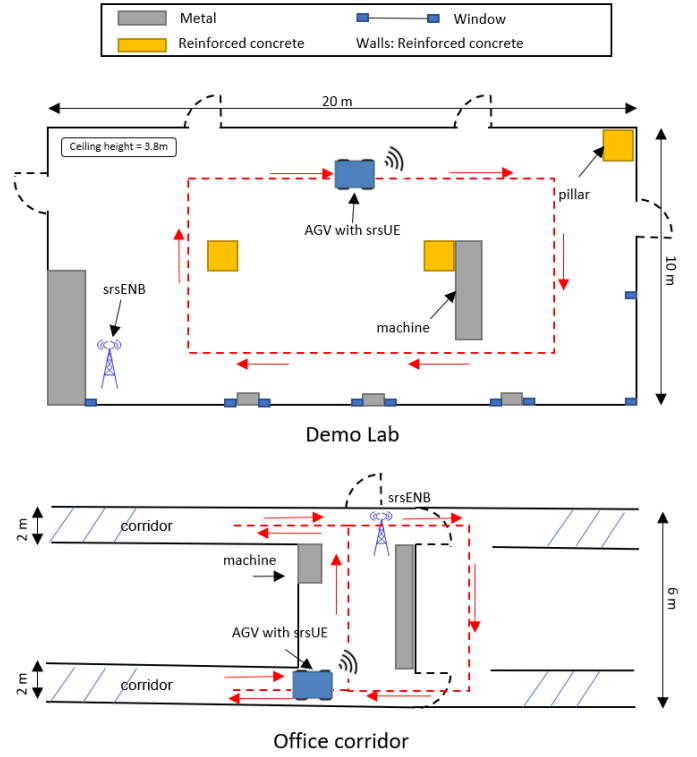 Metal
Window
Reinforced concrete
Walls: Reinforced concrete
20 m
Ceiling height = 3.8m
pillar
AGV with srsUE
10 m
srsENB
machine
Demo Lab
srsENB
2 m
corridor
machine
6 m
AGV with srsUE
2 m
corridor
Office corridor